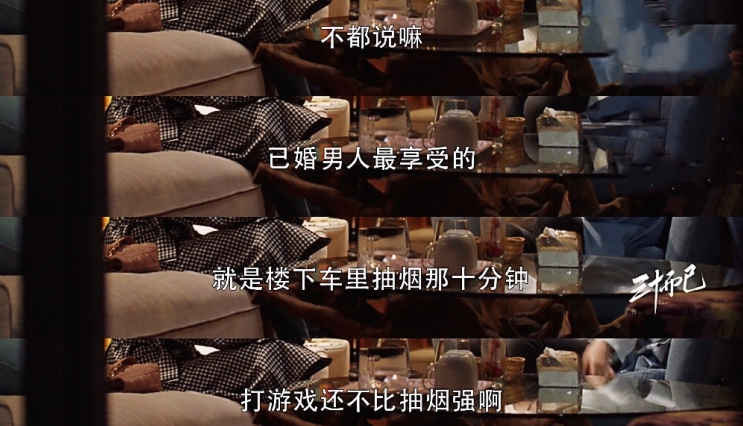 不都说嘛
已婚男人最享受的
就是楼下车里抽烟那十分钟
三十而已
打游戏还不比抽烟强啊